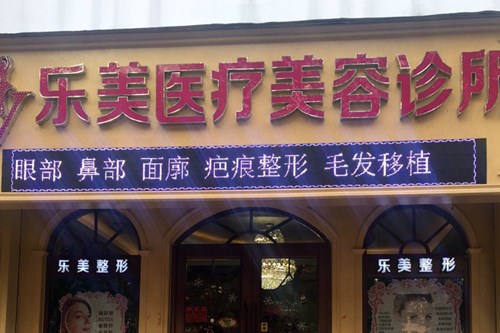 乐美医疗美容诊所
眼部 鼻部 面廓 疤痕整形 毛发移植
乐美整形
乐美整形